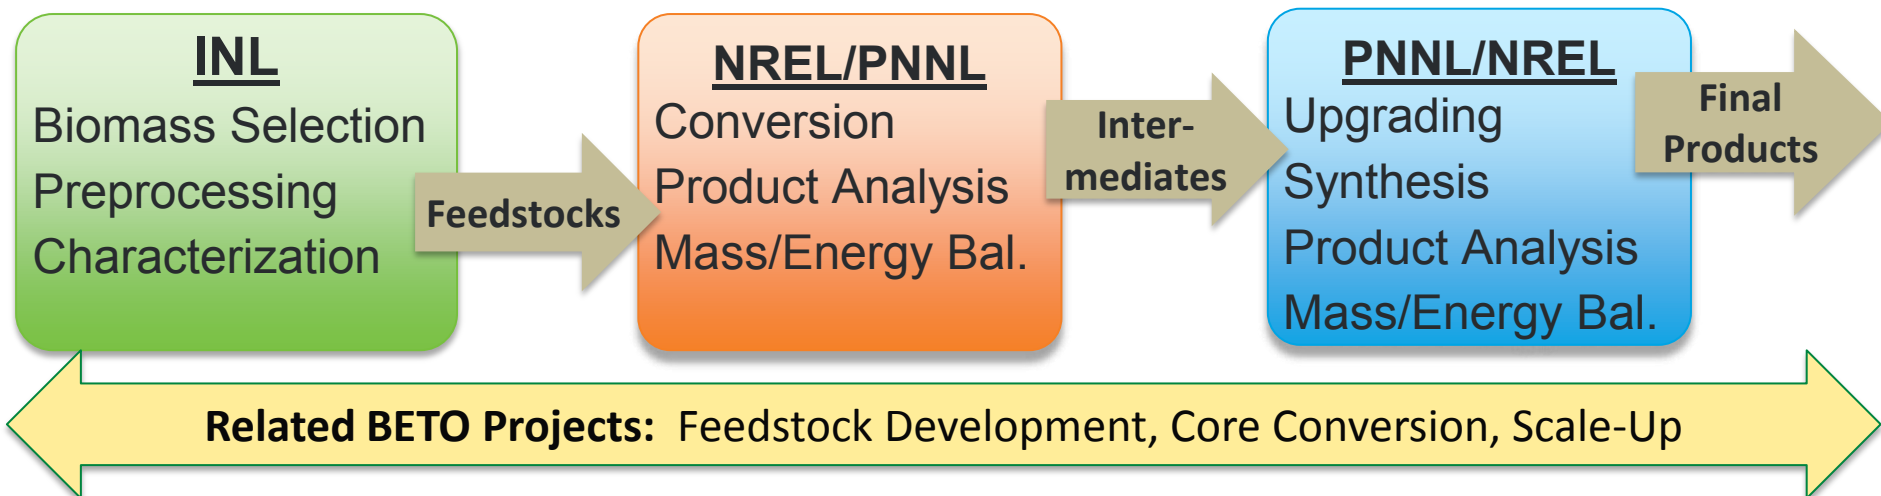 INL
Biomass Selection
Preprocessing
Characterization
Feedstocks
NREL/PNNL
Conversion
Product Analysis
Mass/Energy Bal.
Inter-
mediates
PNNL/NREL
Upgrading
Synthesis
Product Analysis
Mass/Energy Bal.
Final
Products
Related BETO Projects: Feedstock Development, Core Conversion, Scale-Up